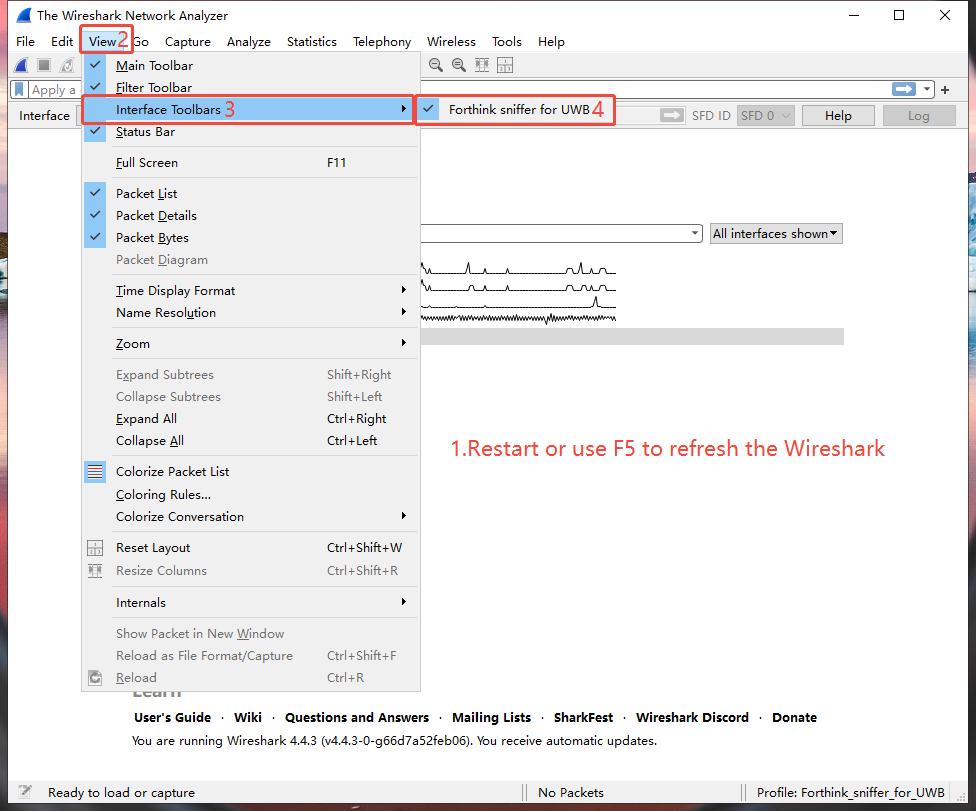 The Wireshark Network Analyzer
File Edit View 2 Go Capture Analyze Statistics Telephony Wireless Tools Help
Main Toolbar
Filter Toolbar
Apply a
Interface Toolbars 3
Forthink sniffer for UWB 4
Interface
SFD ID SFD 0 Help Log
Status Bar
Full Screen F11
Packet List
Packet Details
Packet Bytes
Packet Diagram
All interfaces shown
Time Display Format
Name Resolution
Zoom
Expand Subtrees Shift+Right
Collapse Subtrees Shift+Left
Expand All Ctrl+Right
Collapse All Ctrl+Left
1.Restart or use F5 to refresh the Wireshark
Colorize Packet List
Coloring Rules...
Colorize Conversation
Reset Layout Ctrl+Shift+W
Resize Columns Ctrl+Shift+R
Internals
Show Packet in New Window
Reload as File Format/Capture Ctrl+Shift+F
Reload Ctrl+R
Learn
User's Guide · Wiki · Questions and Answers · Mailing Lists · SharkFest · Wireshark Discord · Donate
You are running Wireshark 4.4.3 (v4.4.3-0-g66d7a52feb06). You receive automatic updates.
Ready to load or capture No Packets Profile: Forthink_sniffer_for_UWB